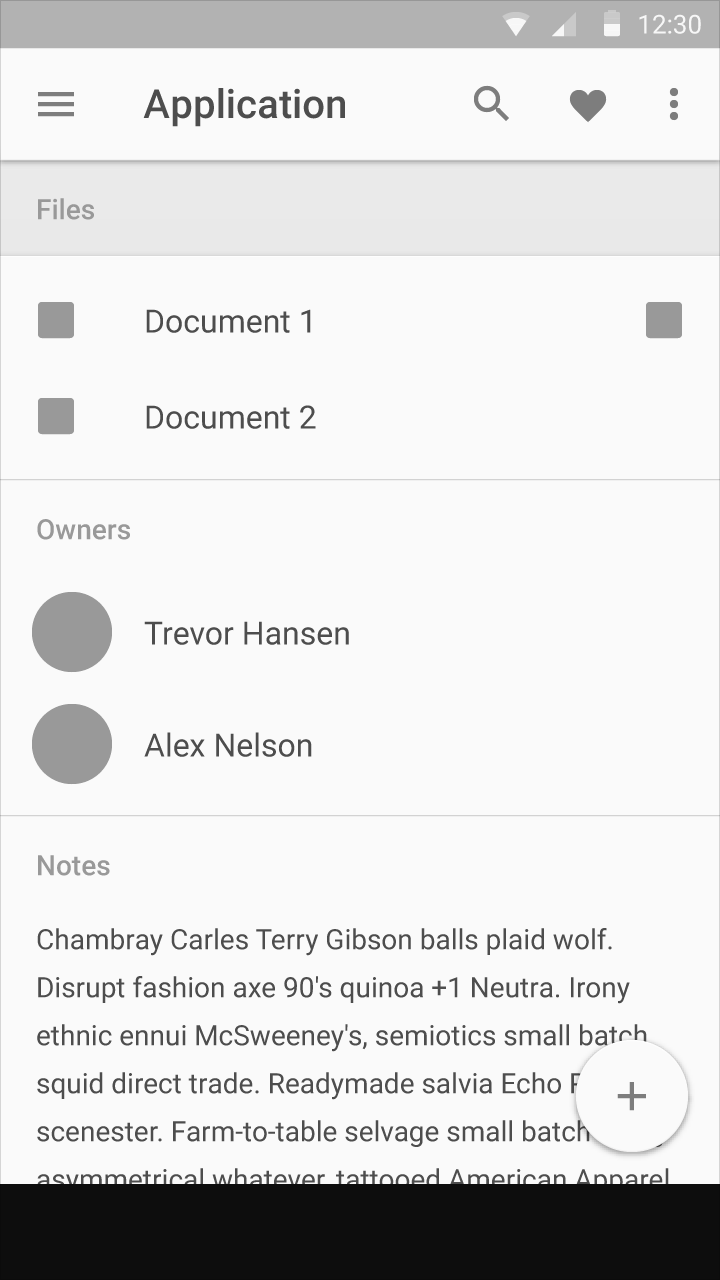 12:30
Application
Files
Document 1
Document 2
Owners
Trevor Hansen
Alex Nelson
Notes
Chambray Carles Terry Gibson balls plaid wolf.
Disrupt fashion axe 90's quinoa +1 Neutra. Irony
ethnic ennui McSweeney's, semiotics small batch
squid direct trade. Readymade salvia Echo
scenester. Farm-to-table selvage small batch
asymmetrical whatever, tattooed American Apparel